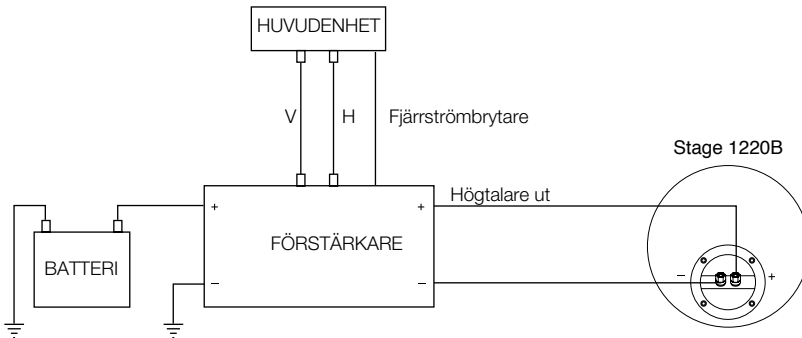 HUVUDENHET
V
H
Fjärrströmbrytare
Stage 1220B
+
+
Högtalare ut
BATTERI
FÖRSTÄRKARE
−
+
−
−